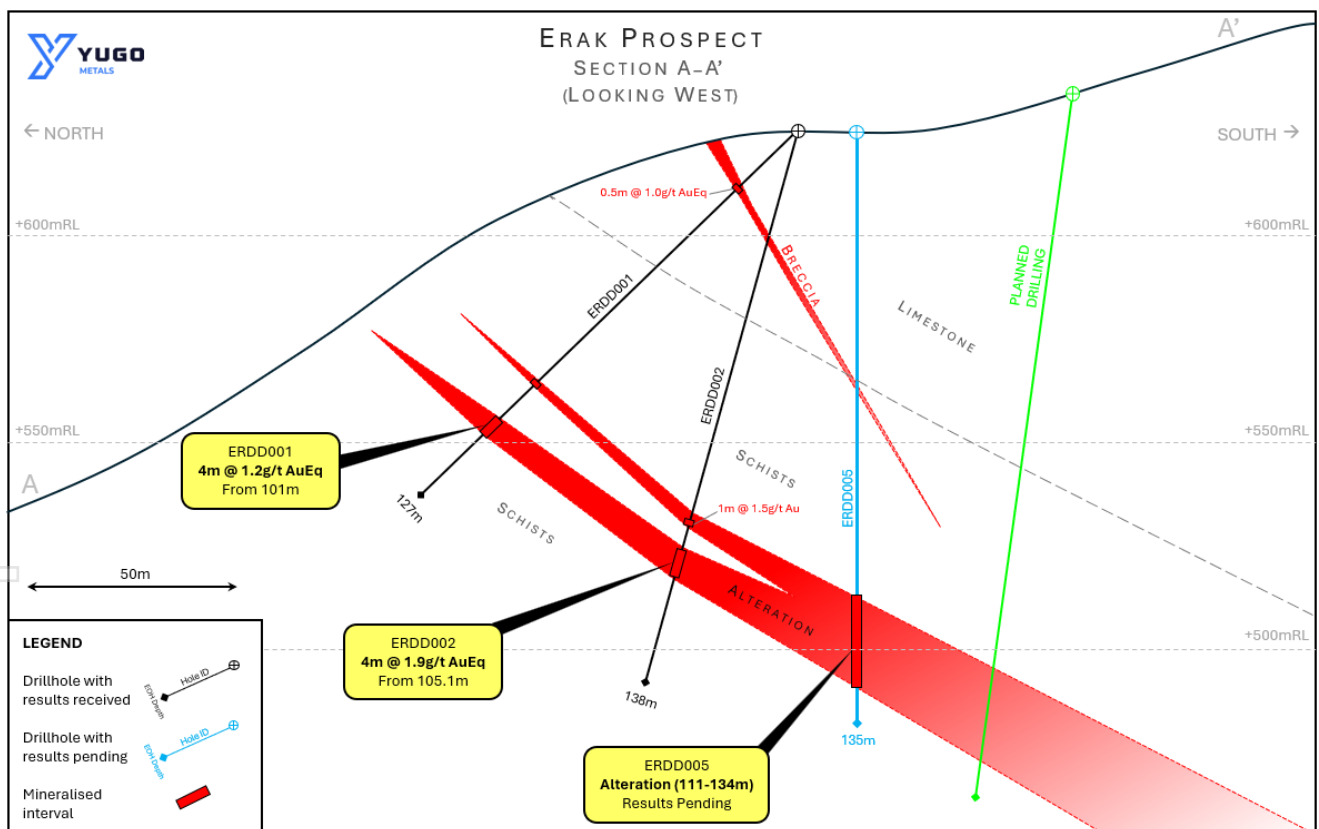 YUGO
METALS
ERAK PROSPECT
SECTION A–A'
(LOOKING WEST)
A'
← NORTH
SOUTH →
0.5m @ 1.0g/t AuEq
+600mRL
+600mRL
BRECCIA
PLANNED
DRILLING
ERDD001
LIMESTONE
ERDD002
+550mRL
+550mRL
ERDD001
4m @ 1.2g/t AuEq
From 101m
A
SCHISTS
ERDD005
127m
SCHISTS
1m @ 1.5g/t Au
50m
ALTERATION
+500mRL
ERDD002
4m @ 1.9g/t AuEq
From 105.1m
138m
135m
ERDD005
Alteration (111-134m)
Results Pending
LEGEND
Drillhole with
results received
Hole ID
EOH Depth
Drillhole with
results pending
Hole ID
EOH Depth
Mineralised
interval